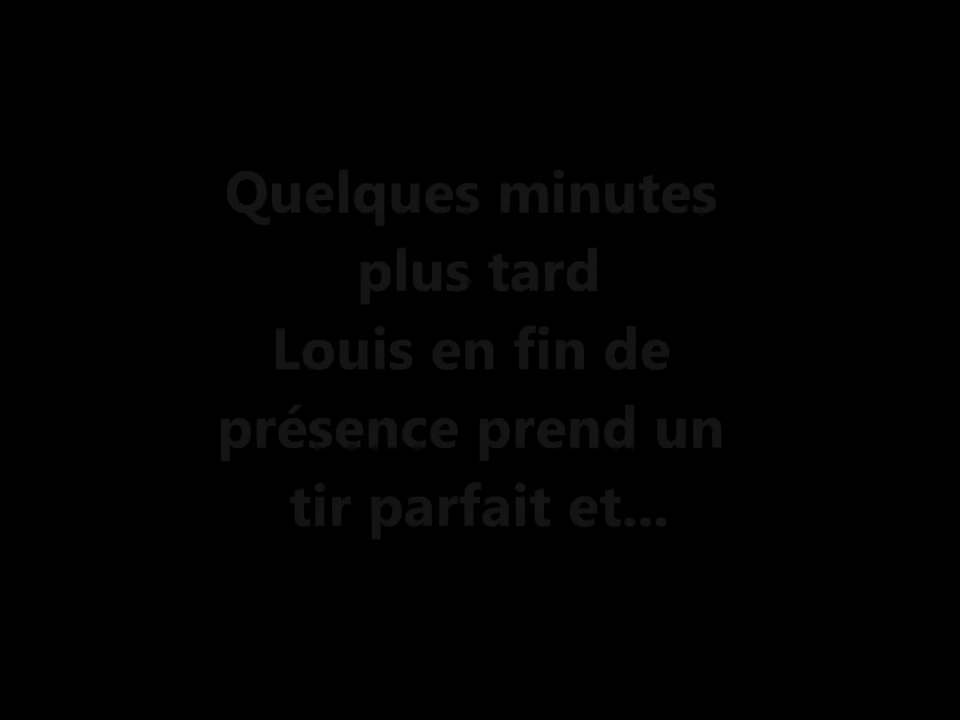 Quelques minutes
plus tard
Louis en fin de
présence prend un
tir parfait et...